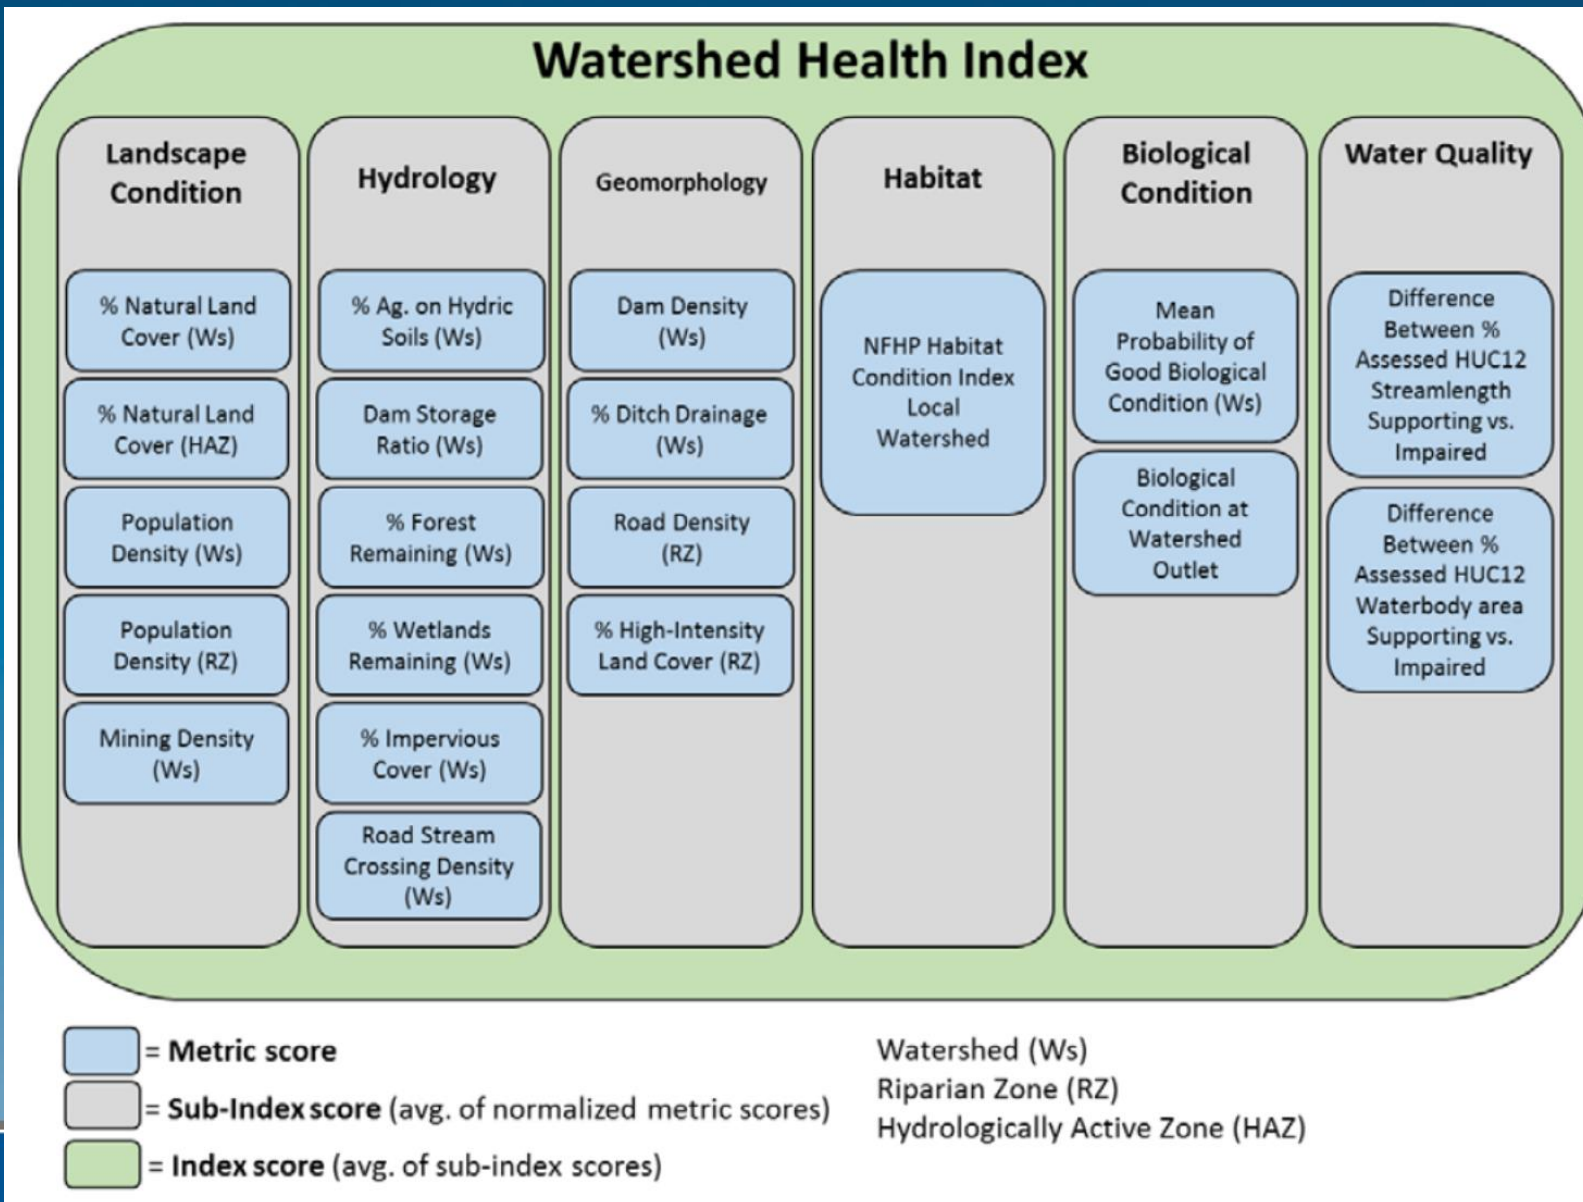 Watershed Health Index
Landscape
Condition
% Natural Land
Cover (Ws)
% Natural Land
Cover (HAZ)
Population
Density (Ws)
Population
Density (RZ)
Mining Density
(Ws)
Hydrology
% Ag. on Hydric
Soils (Ws)
Dam Storage
Ratio (Ws)
% Forest
Remaining (Ws)
% Wetlands
Remaining (Ws)
% Impervious
Cover (Ws)
Road Stream
Crossing Density
(Ws)
Geomorphology
Dam Density
(Ws)
% Ditch Drainage
(Ws)
Road Density
(RZ)
% High-Intensity
Land Cover (RZ)
Habitat
NFHP Habitat
Condition Index
Local
Watershed
Biological
Condition
Mean
Probability of
Good Biological
Condition (Ws)
Biological
Condition at
Watershed
Outlet
Water Quality
Difference
Between %
Assessed HUC12
Streamlength
Supporting vs.
Impaired
Difference
Between %
Assessed HUC12
Waterbody area
Supporting vs.
Impaired
= Metric score
= Sub-Index score (avg. of normalized metric scores)
= Index score (avg. of sub-index scores)
Watershed (Ws)
Riparian Zone (RZ)
Hydrologically Active Zone (HAZ)